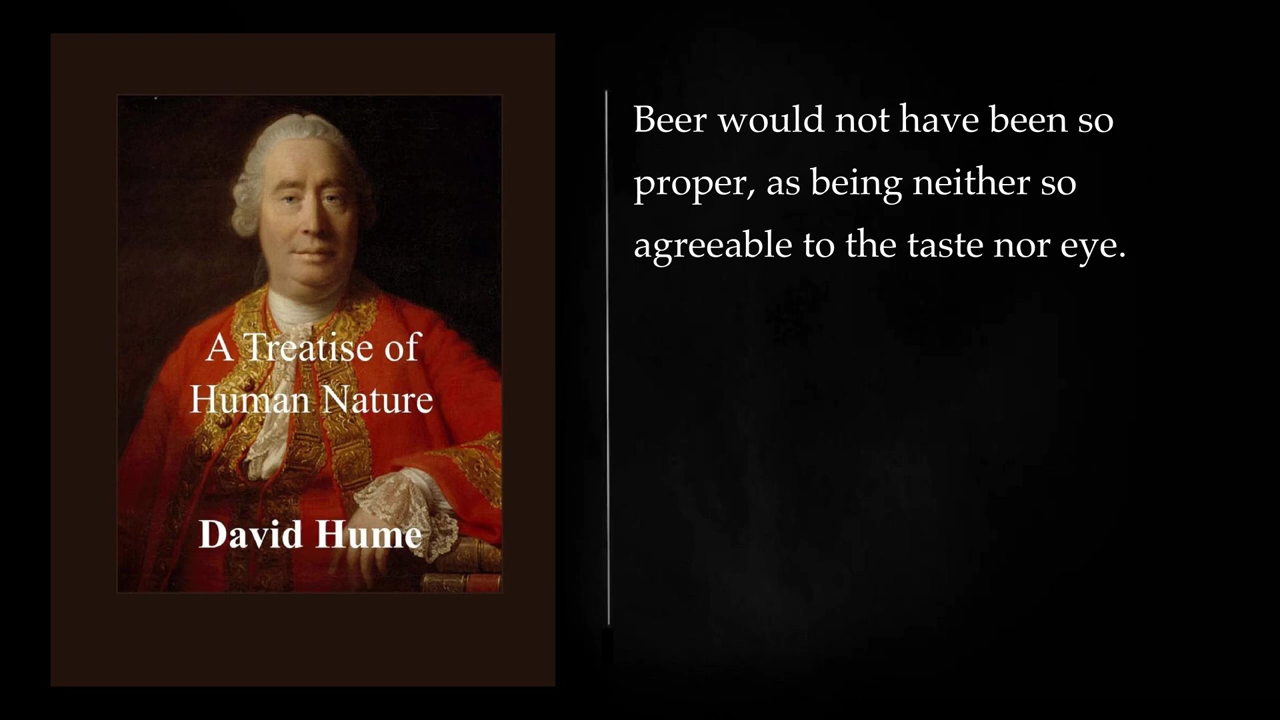 A Treatise of
Human Nature
David Hume
Beer would not have been so
proper, as being neither so
agreeable to the taste nor eye.